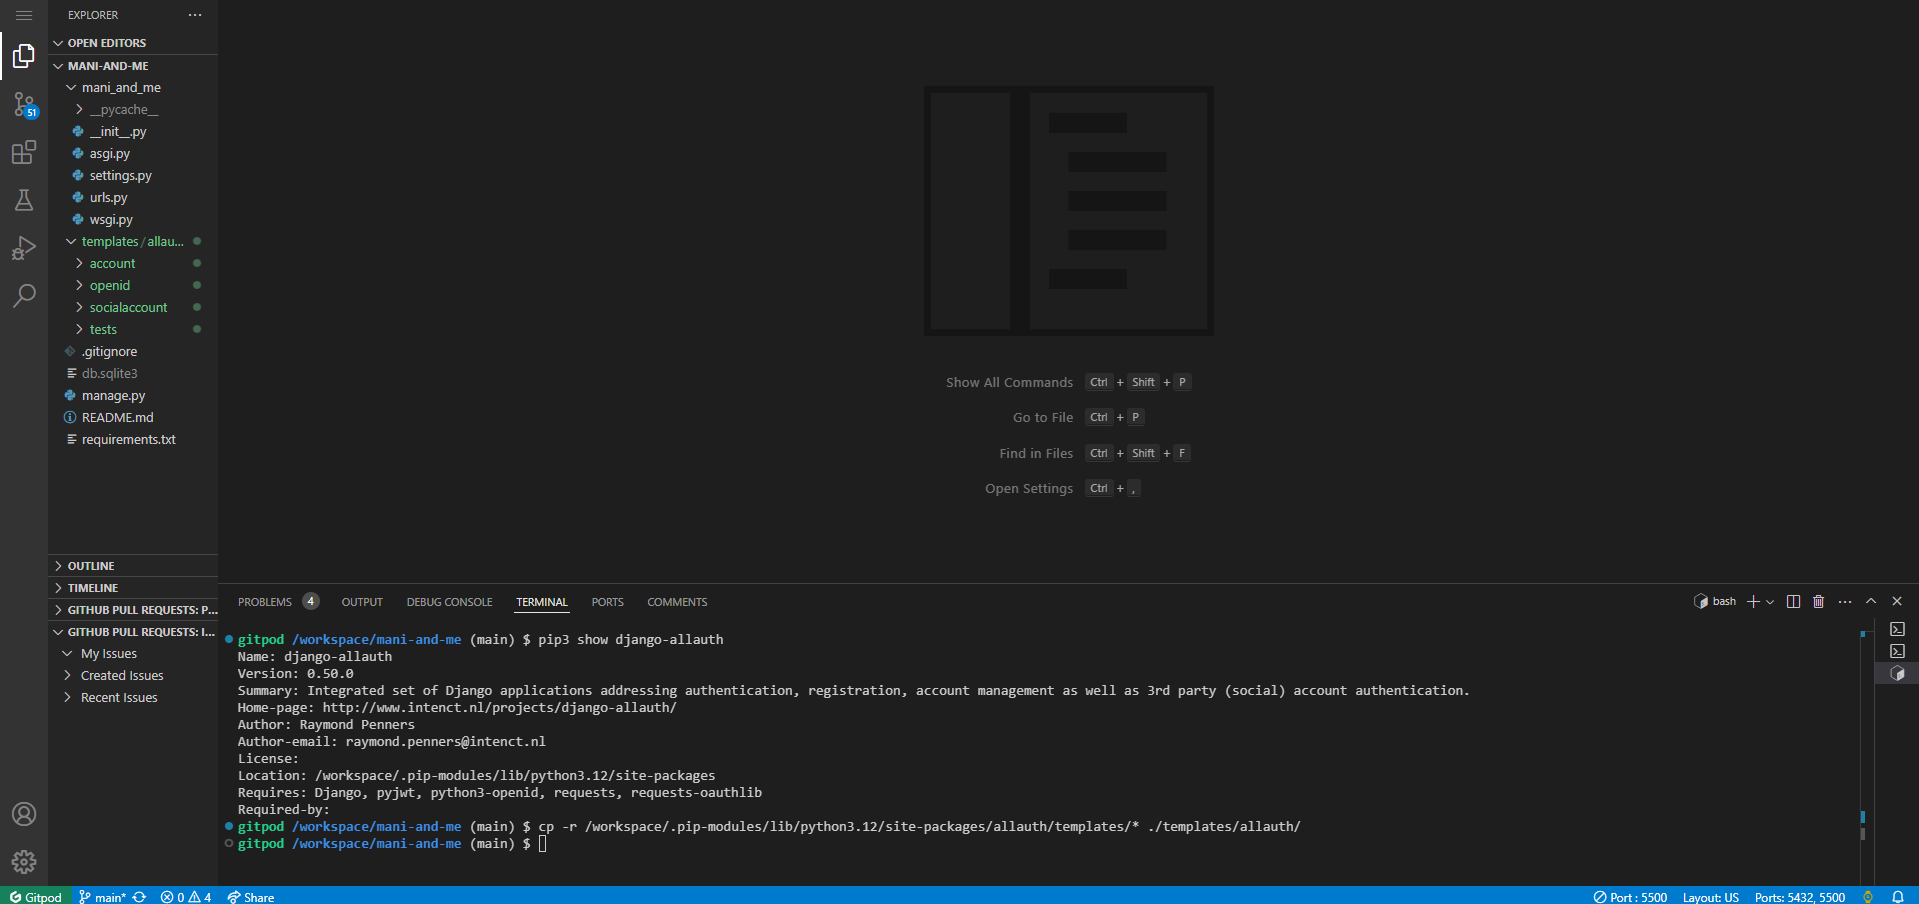 EXPLORER
OPEN EDITORS
MANI-AND-ME
mani_and_me
__pycache__
__init__.py
asgi.py
settings.py
urls.py
wsgi.py
templates/allau...
account
openid
socialaccount
tests
.gitignore
db.sqlite3
manage.py
README.md
requirements.txt
51
OUTLINE
TIMELINE
GITHUB PULL REQUESTS: P...
GITHUB PULL REQUESTS: I...
My Issues
Created Issues
Recent Issues
Show All Commands Ctrl + Shift + P
Go to File Ctrl + P
Find in Files Ctrl + Shift + F
Open Settings Ctrl + ,
PROBLEMS 4 OUTPUT DEBUG CONSOLE TERMINAL PORTS COMMENTS bash
gitpod /workspace/mani-and-me (main) $ pip3 show django-allauth
Name: django-allauth
Version: 0.50.0
Summary: Integrated set of Django applications addressing authentication, registration, account management as well as 3rd party (social) account authentication.
Home-page: http://www.intenct.nl/projects/django-allauth/
Author: Raymond Penners
Author-email: raymond.penners@intenct.nl
License:
Location: /workspace/.pip-modules/lib/python3.12/site-packages
Requires: Django, pyjwt, python3-openid, requests, requests-oauthlib
Required-by:
gitpod /workspace/mani-and-me (main) $ cp -r /workspace/.pip-modules/lib/python3.12/site-packages/allauth/templates/* ./templates/allauth/
gitpod /workspace/mani-and-me (main) $
Gitpod main* 0 4 Share Port : 5500 Layout: US Ports: 5432, 5500